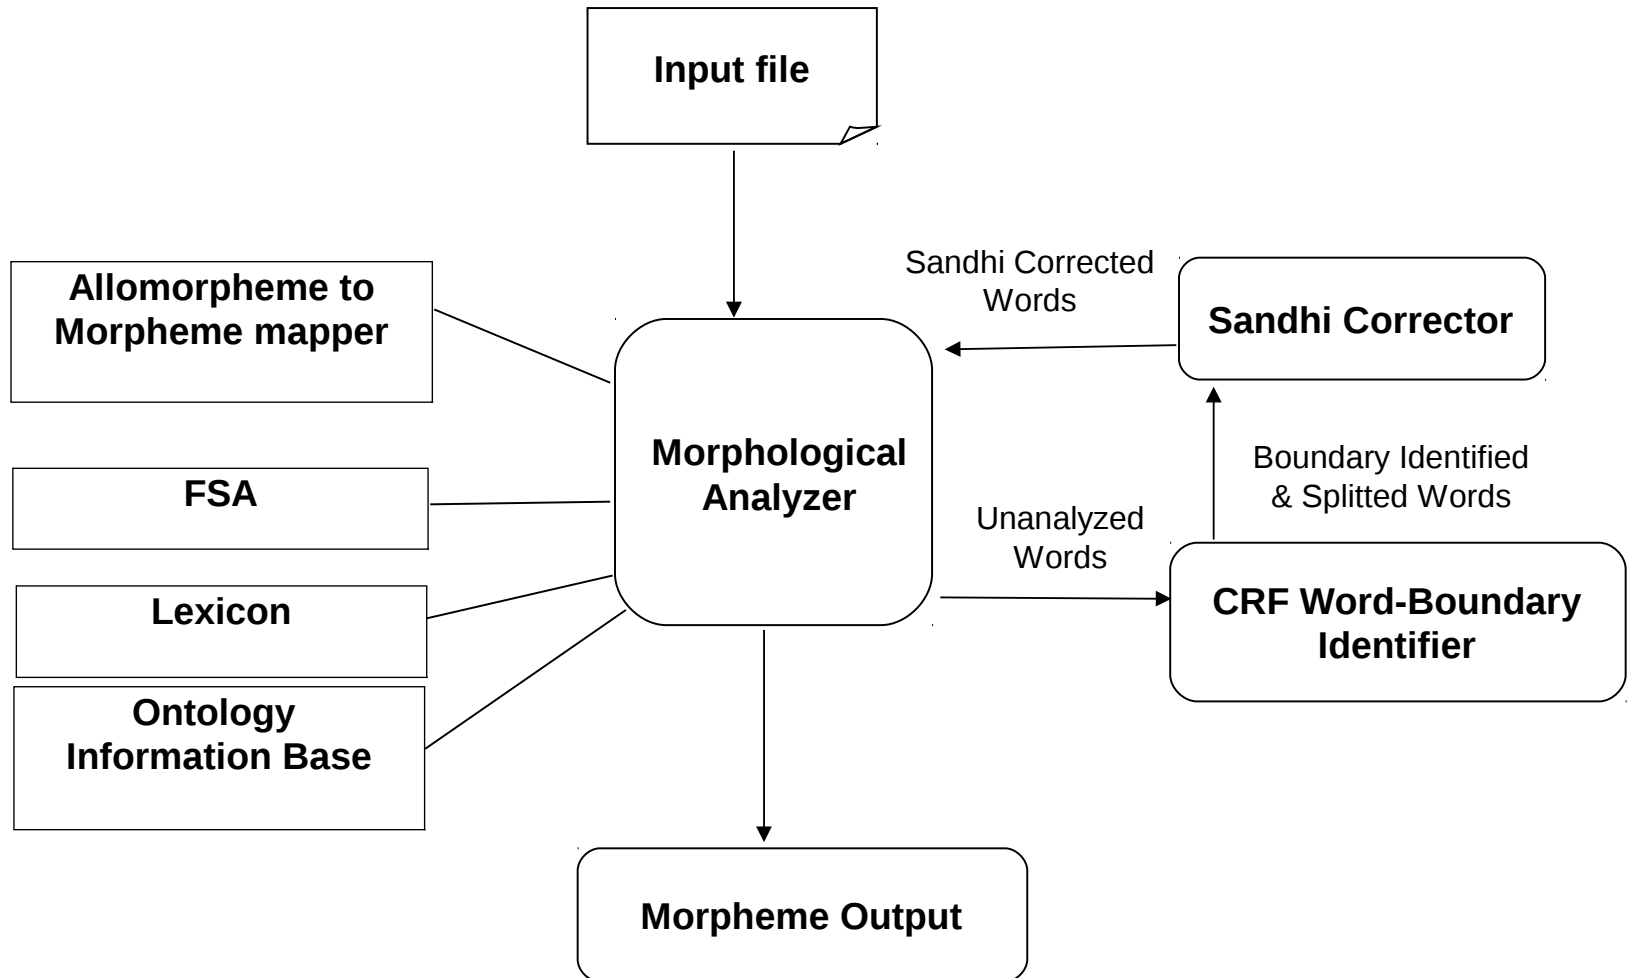 Input file
Allomorpheme to
Morpheme mapper
Sandhi Corrected
Words
Sandhi Corrector
Morphological
Analyzer
FSA
Boundary Identified
& Splitted Words
Unanalyzed
Words
Lexicon
CRF Word-Boundary
Identifier
Ontology
Information Base
Morpheme Output